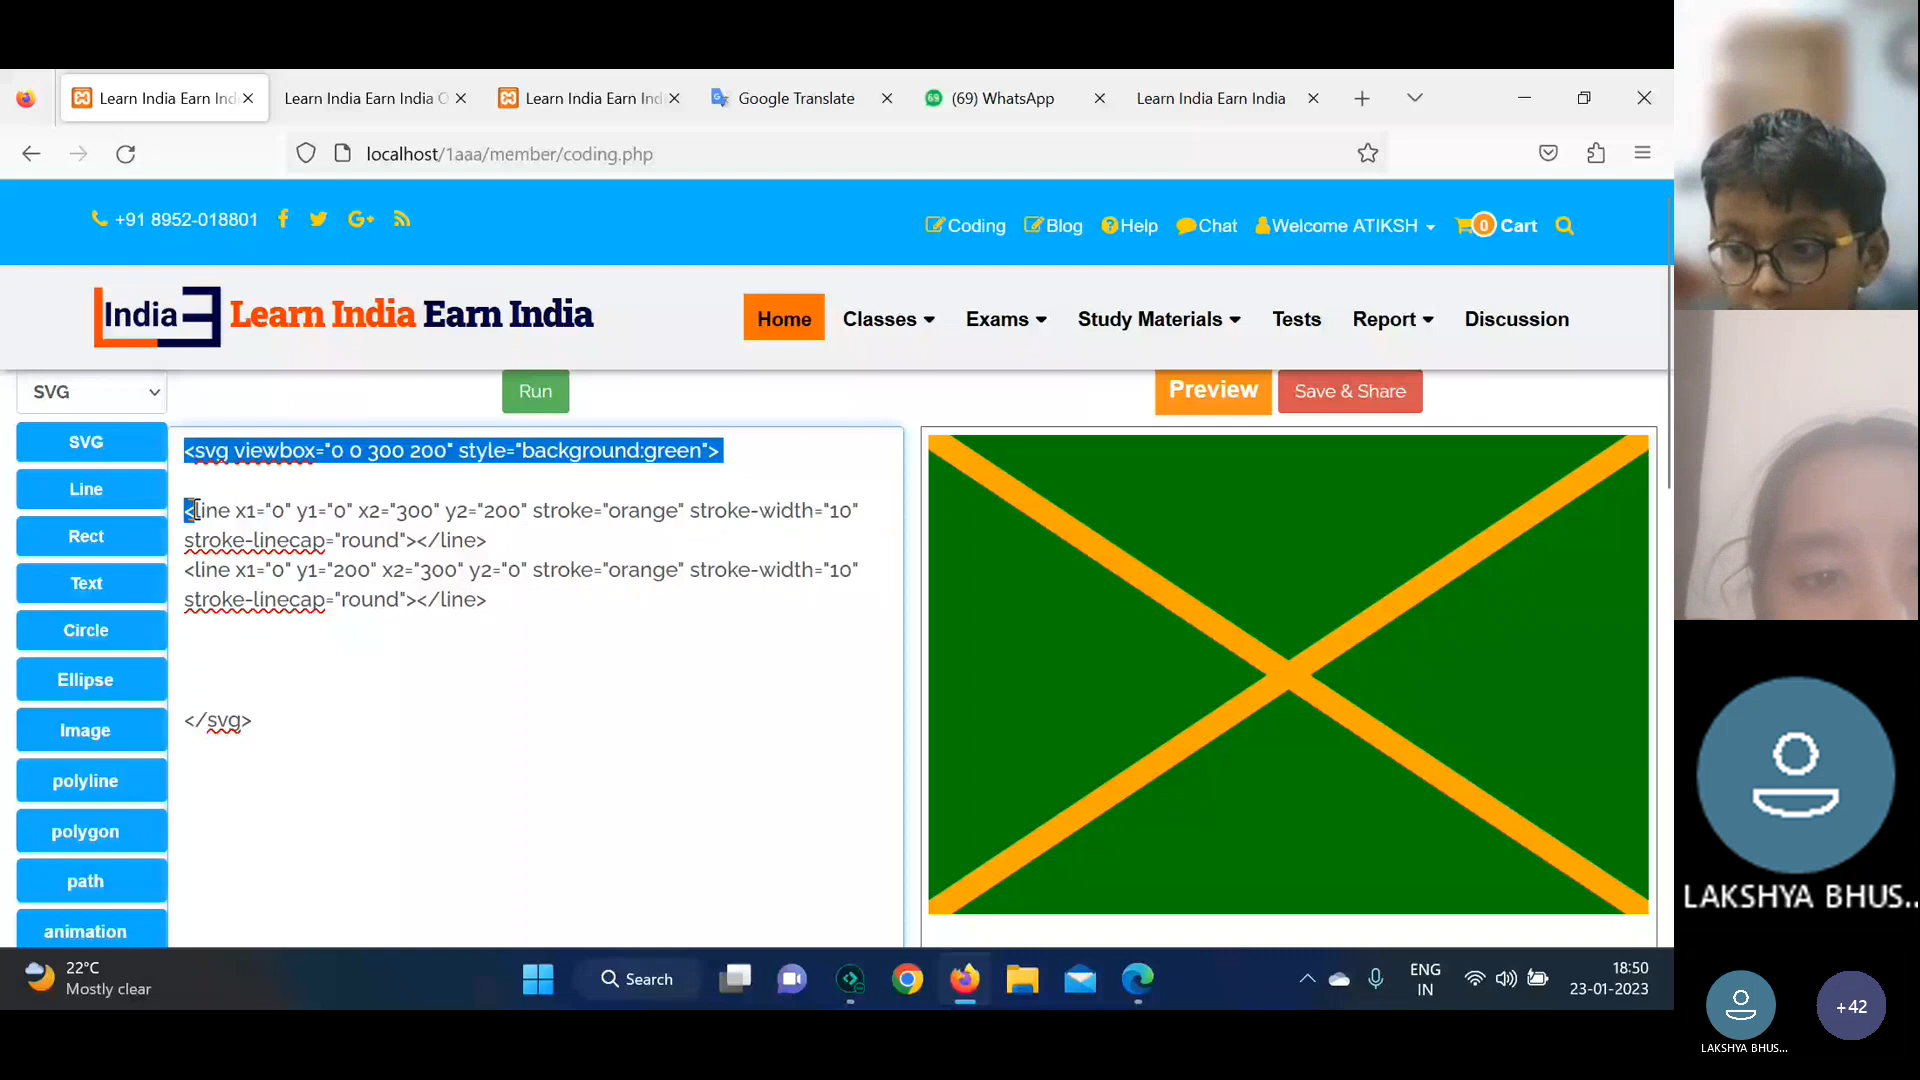 Learn India Earn Ind
Learn India Earn India O
Learn India Earn Ind
Google Translate
(69) WhatsApp
Learn India Earn India
localhost/1aaa/member/coding.php
+91 8952-018801
Coding
Blog
Help
Chat
Welcome ATIKSH
0
Cart
India
Learn India Earn India
Home
Classes
Exams
Study Materials
Tests
Report
Discussion
SVG
Run
Preview
Save & Share
SVG
Line
Rect
Text
Circle
Ellipse
Image
polyline
polygon
path
animation
<svg viewbox="0 0 300 200" style="background:green">
<line x1="0" y1="0" x2="300" y2="200" stroke="orange" stroke-width="10"
stroke-linecap="round"></line>
<line x1="0" y1="200" x2="300" y2="0" stroke="orange" stroke-width="10"
stroke-linecap="round"></line>
</svg>
LAKSHYA BHUS...
22°C
Mostly clear
Search
ENG
IN
18:50
23-01-2023
+42
LAKSHYA BHUS...